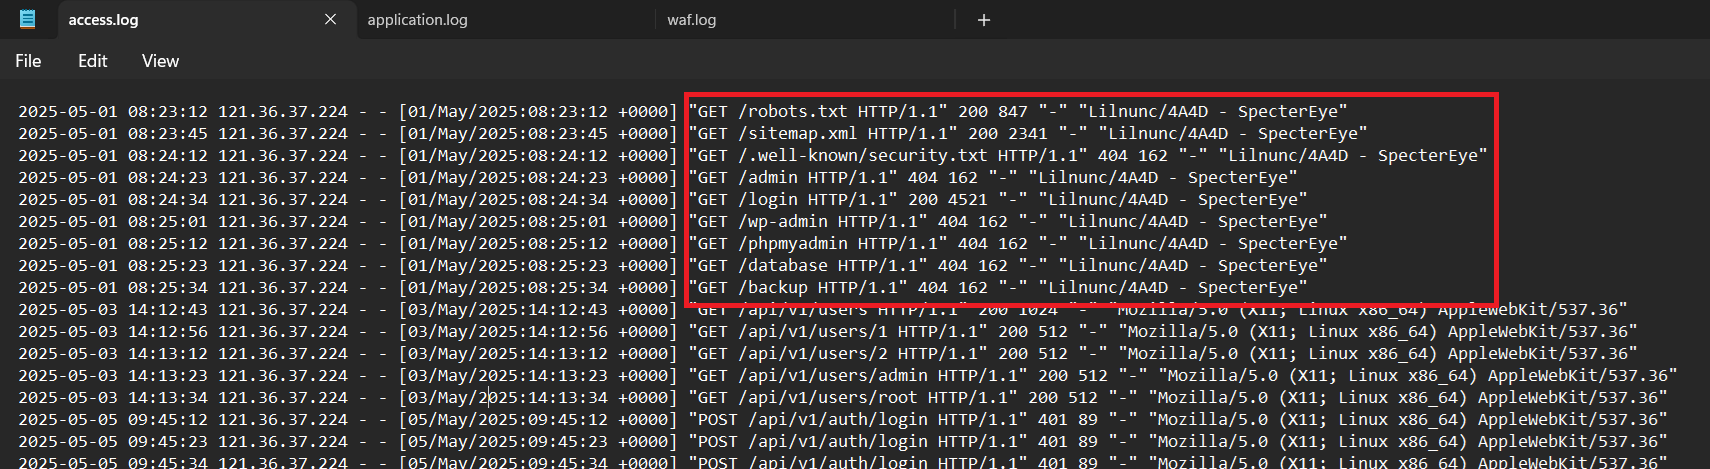 access.log
application.log
waf.log
File Edit View
2025-05-01 08:23:12 121.36.37.224 - - [01/May/2025:08:23:12 +0000] "GET /robots.txt HTTP/1.1" 200 847 "-" "Lilnunc/4A4D - SpecterEye"
2025-05-01 08:23:45 121.36.37.224 - - [01/May/2025:08:23:45 +0000] "GET /sitemap.xml HTTP/1.1" 200 2341 "-" "Lilnunc/4A4D - SpecterEye"
2025-05-01 08:24:12 121.36.37.224 - - [01/May/2025:08:24:12 +0000] "GET /.well-known/security.txt HTTP/1.1" 404 162 "-" "Lilnunc/4A4D - SpecterEye"
2025-05-01 08:24:23 121.36.37.224 - - [01/May/2025:08:24:23 +0000] "GET /admin HTTP/1.1" 404 162 "-" "Lilnunc/4A4D - SpecterEye"
2025-05-01 08:24:34 121.36.37.224 - - [01/May/2025:08:24:34 +0000] "GET /login HTTP/1.1" 200 4521 "-" "Lilnunc/4A4D - SpecterEye"
2025-05-01 08:25:01 121.36.37.224 - - [01/May/2025:08:25:01 +0000] "GET /wp-admin HTTP/1.1" 404 162 "-" "Lilnunc/4A4D - SpecterEye"
2025-05-01 08:25:12 121.36.37.224 - - [01/May/2025:08:25:12 +0000] "GET /phpmyadmin HTTP/1.1" 404 162 "-" "Lilnunc/4A4D - SpecterEye"
2025-05-01 08:25:23 121.36.37.224 - - [01/May/2025:08:25:23 +0000] "GET /database HTTP/1.1" 404 162 "-" "Lilnunc/4A4D - SpecterEye"
2025-05-01 08:25:34 121.36.37.224 - - [01/May/2025:08:25:34 +0000] "GET /backup HTTP/1.1" 404 162 "-" "Lilnunc/4A4D - SpecterEye"
2025-05-03 14:12:43 121.36.37.224 - - [03/May/2025:14:12:43 +0000] "GET /api/v1/users HTTP/1.1" 200 1024 "-" "Mozilla/5.0 (X11; Linux x86_64) AppleWebKit/537.36"
2025-05-03 14:12:56 121.36.37.224 - - [03/May/2025:14:12:56 +0000] "GET /api/v1/users/1 HTTP/1.1" 200 512 "-" "Mozilla/5.0 (X11; Linux x86_64) AppleWebKit/537.36"
2025-05-03 14:13:12 121.36.37.224 - - [03/May/2025:14:13:12 +0000] "GET /api/v1/users/2 HTTP/1.1" 200 512 "-" "Mozilla/5.0 (X11; Linux x86_64) AppleWebKit/537.36"
2025-05-03 14:13:23 121.36.37.224 - - [03/May/2025:14:13:23 +0000] "GET /api/v1/users/admin HTTP/1.1" 200 512 "-" "Mozilla/5.0 (X11; Linux x86_64) AppleWebKit/537.36"
2025-05-03 14:13:34 121.36.37.224 - - [03/May/2025:14:13:34 +0000] "GET /api/v1/users/root HTTP/1.1" 200 512 "-" "Mozilla/5.0 (X11; Linux x86_64) AppleWebKit/537.36"
2025-05-05 09:45:12 121.36.37.224 - - [05/May/2025:09:45:12 +0000] "POST /api/v1/auth/login HTTP/1.1" 401 89 "-" "Mozilla/5.0 (X11; Linux x86_64) AppleWebKit/537.36"
2025-05-05 09:45:23 121.36.37.224 - - [05/May/2025:09:45:23 +0000] "POST /api/v1/auth/login HTTP/1.1" 401 89 "-" "Mozilla/5.0 (X11; Linux x86_64) AppleWebKit/537.36"
2025-05-05 09:45:34 121.36.37.224 - - [05/May/2025:09:45:34 +0000] "POST /api/v1/auth/login HTTP/1.1" 401 89 "-" "Mozilla/5.0 (X11; Linux x86_64) AppleWebKit/537.36"